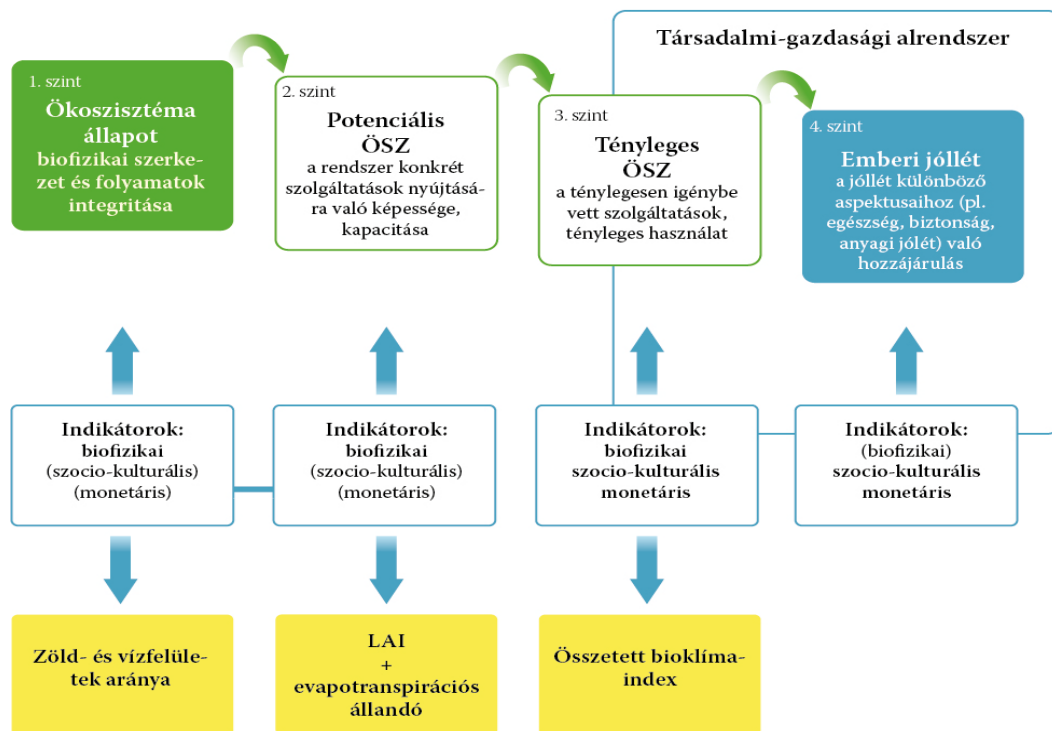 Társadalmi-gazdasági alrendszer
1. szint
Ökoszisztéma
állapot
biofizikai szerke-
zet és folyamatok
integritása
2. szint
Potenciális
ÖSZ
a rendszer konkrét
szolgáltatások nyújtásá-
ra való képessége,
kapacitása
3. szint
Tényleges
ÖSZ
a ténylegesen igénybe
vett szolgáltatások,
tényleges használat
4. szint
Emberi jóllét
a jóllét különböző
aspektusaihoz (pl.
egészség, biztonság,
anyagi jólét) való
hozzájárulás
Indikátorok:
biofizikai
(szocio-kulturális)
(monetáris)
Indikátorok:
biofizikai
(szocio-kulturális)
(monetáris)
Indikátorok:
biofizikai
szocio-kulturális
monetáris
Indikátorok:
(biofizikai)
szocio-kulturális
monetáris
Zöld- és vízfelüle-
tek aránya
LAI
+
evapotranspirációs
állandó
Összetett bioklíma-
index